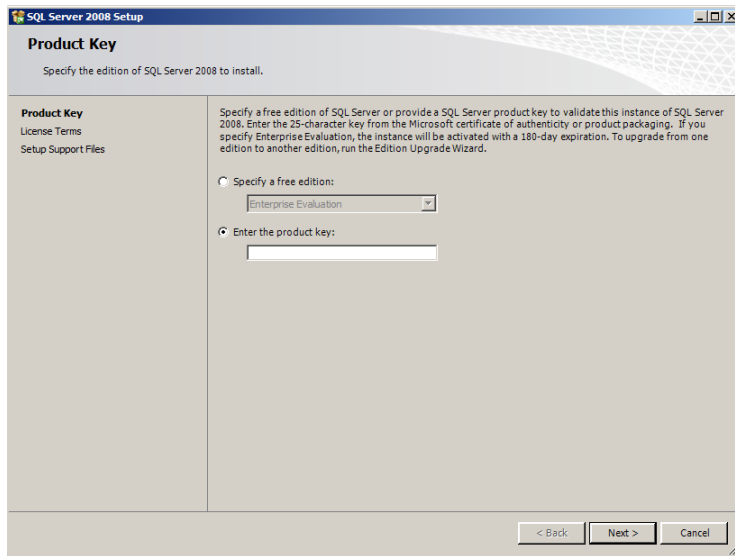 SQL Server 2008 Setup
Product Key
Specify the edition of SQL Server 2008 to install.
Product Key
License Terms
Setup Support Files
Specify a free edition of SQL Server or provide a SQL Server product key to validate this instance of SQL Server
2008. Enter the 25-character key from the Microsoft certificate of authenticity or product packaging. If you
specify Enterprise Evaluation, the instance will be activated with a 180-day expiration. To upgrade from one
edition to another edition, run the Edition Upgrade Wizard.
Specify a free edition:
Enterprise Evaluation
Enter the product key:
< Back
Next >
Cancel